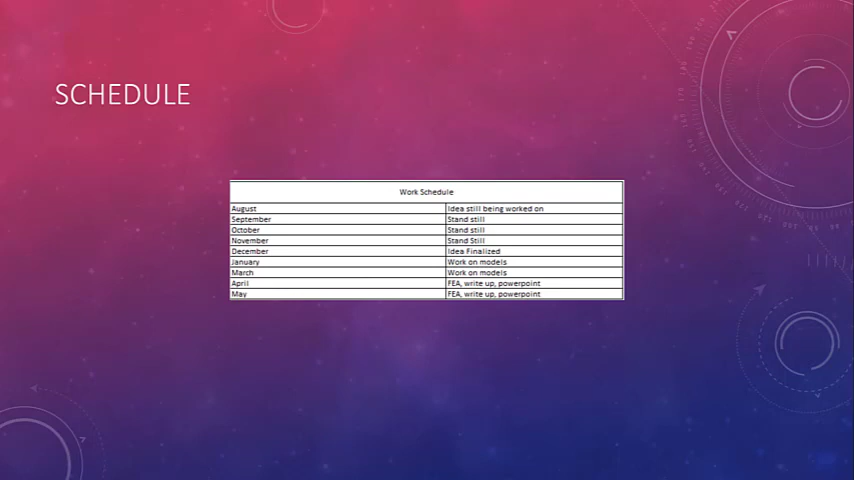 SCHEDULE
Work Schedule
August Idea still being worked on
September Stand still
October Stand still
November Stand Still
December Idea Finalized
January Work on models
March Work on models
April FEA, write up, powerpoint
May FEA, write up, powerpoint